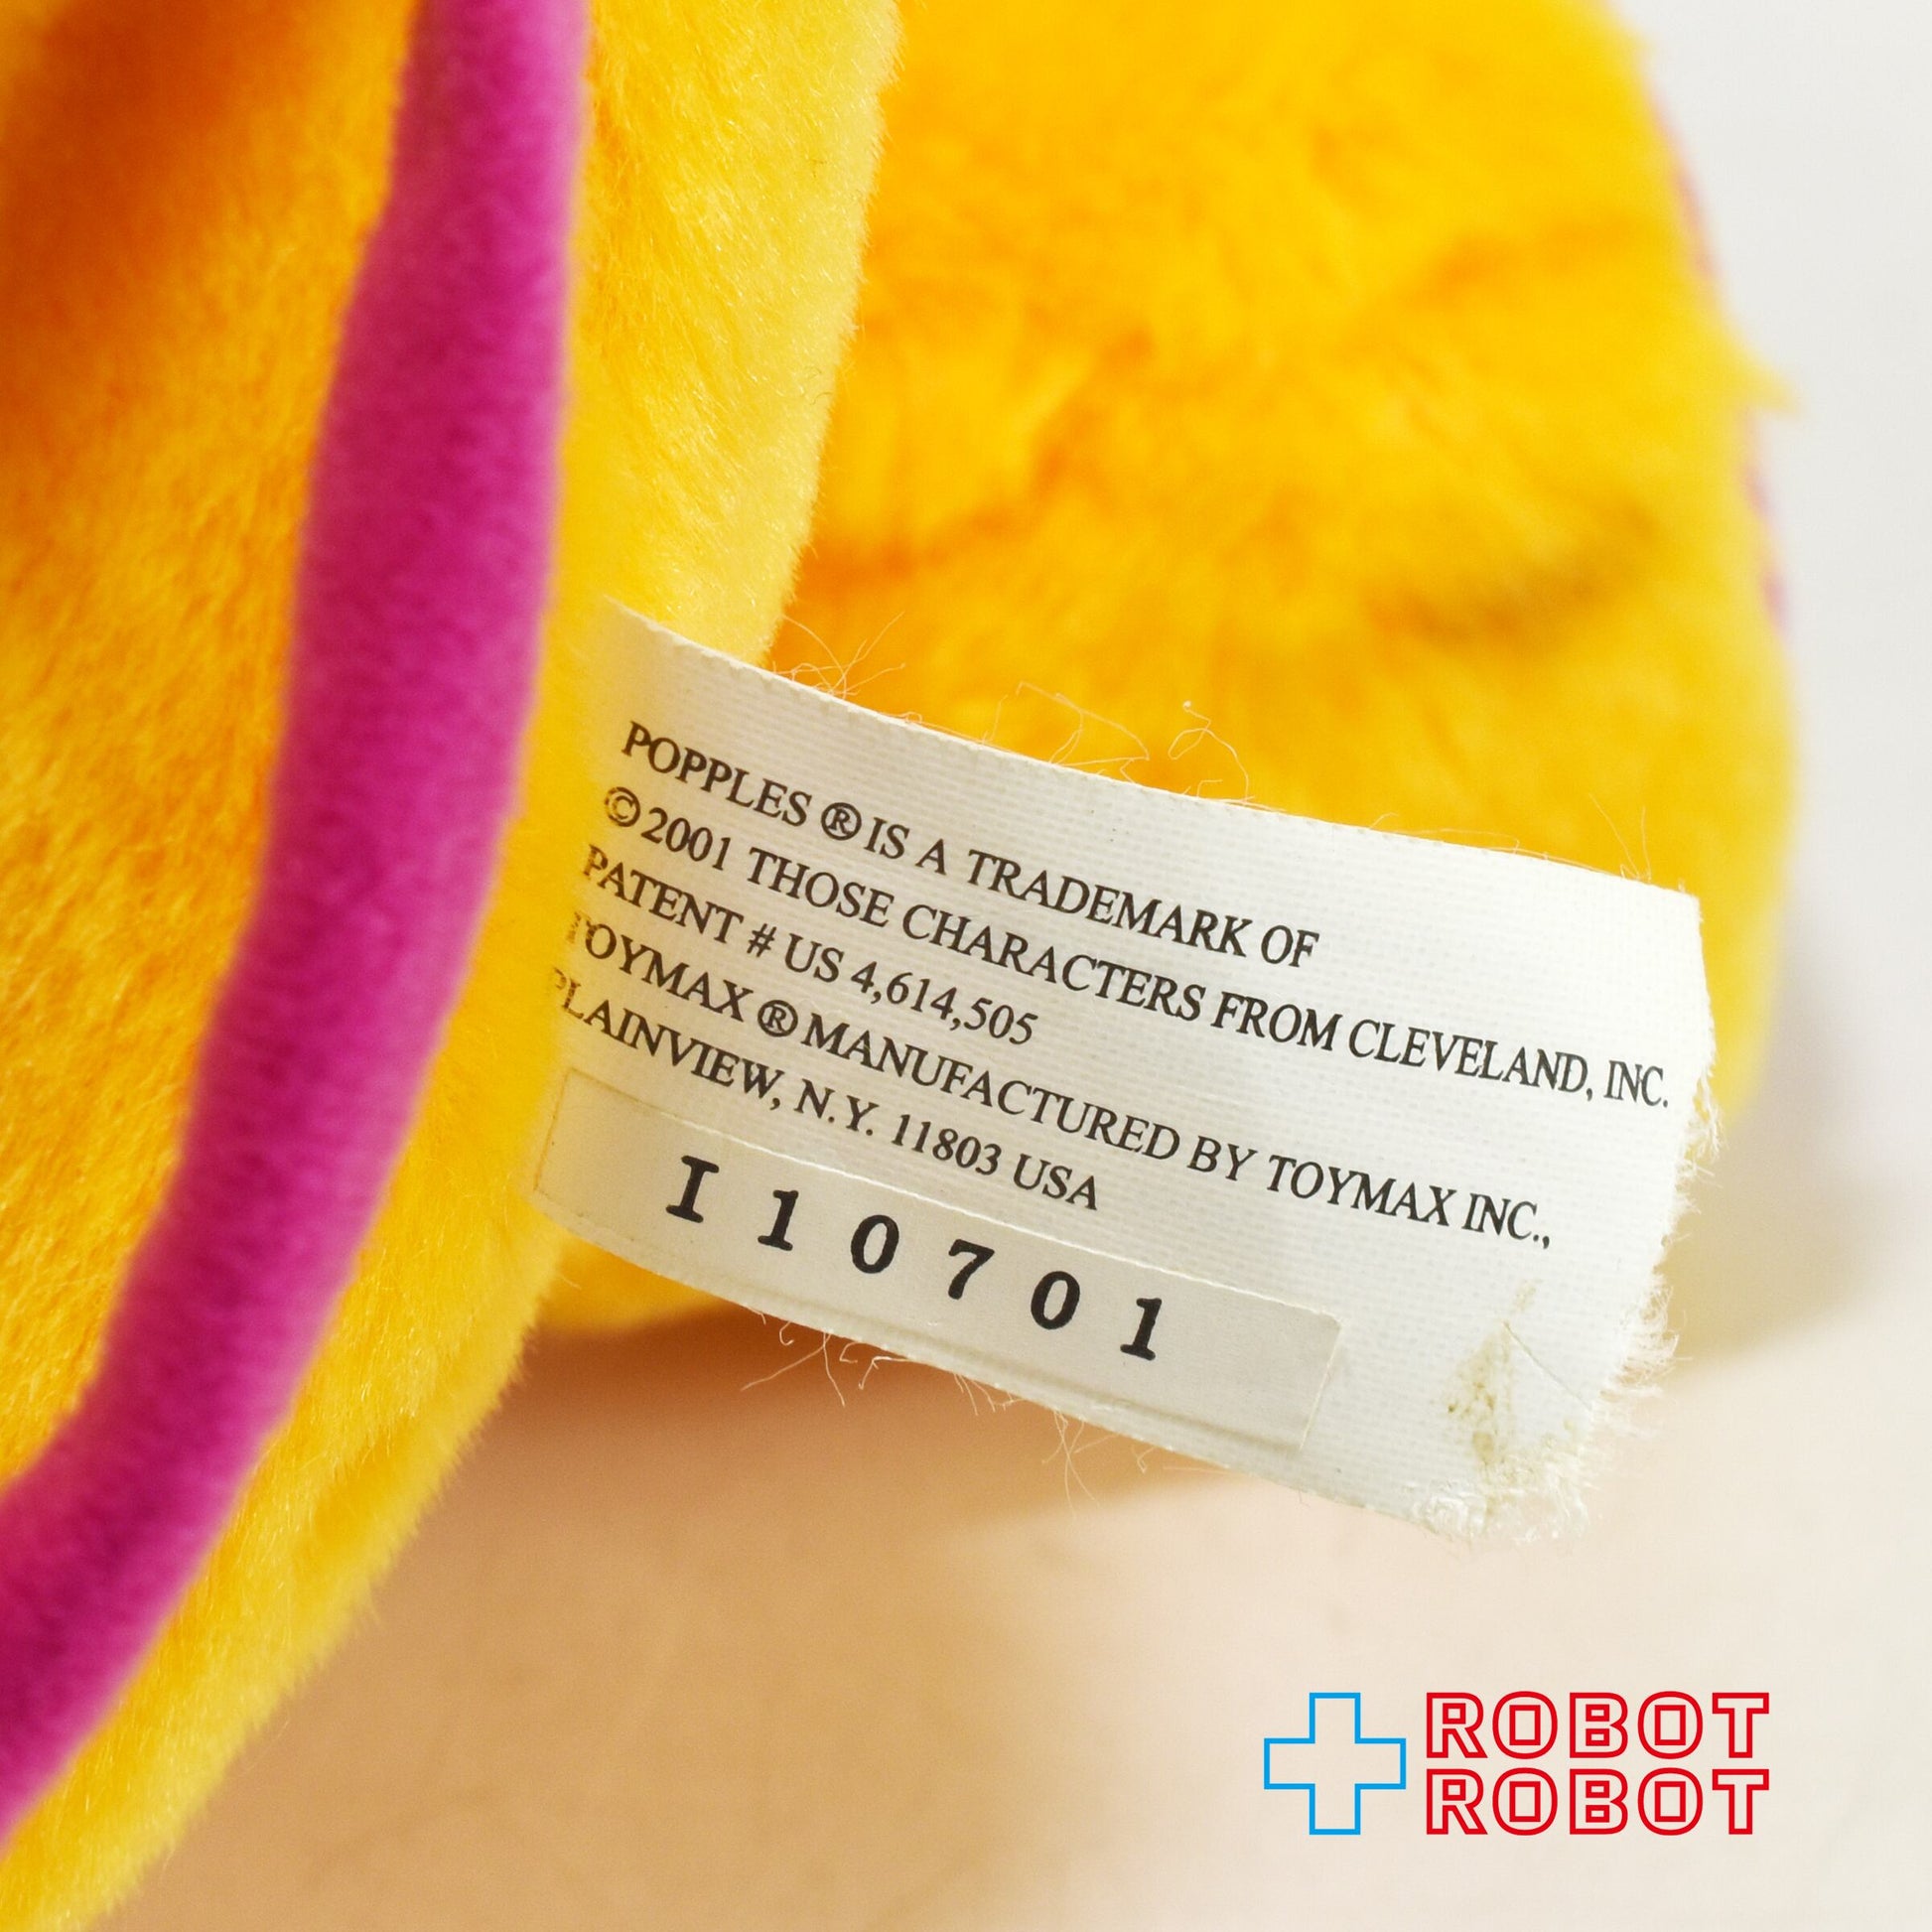 POPPLES ® IS A TRADEMARK OF
© 2001 THOSE CHARACTERS FROM CLEVELAND, INC.
PATENT # US 4,614,505
TOYMAX ® MANUFACTURED BY TOYMAX INC.,
PLAINVIEW, N.Y. 11803 USA
I10701
ROBOT
ROBOT